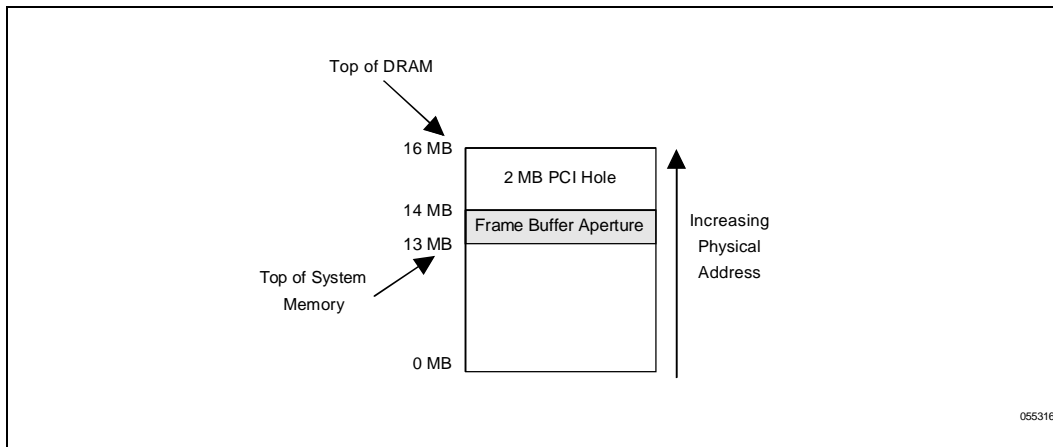 Top of DRAM
16 MB
2 MB PCI Hole
14 MB
Frame Buffer Aperture
13 MB
Increasing
Physical
Address
Top of System
Memory
0 MB
055316